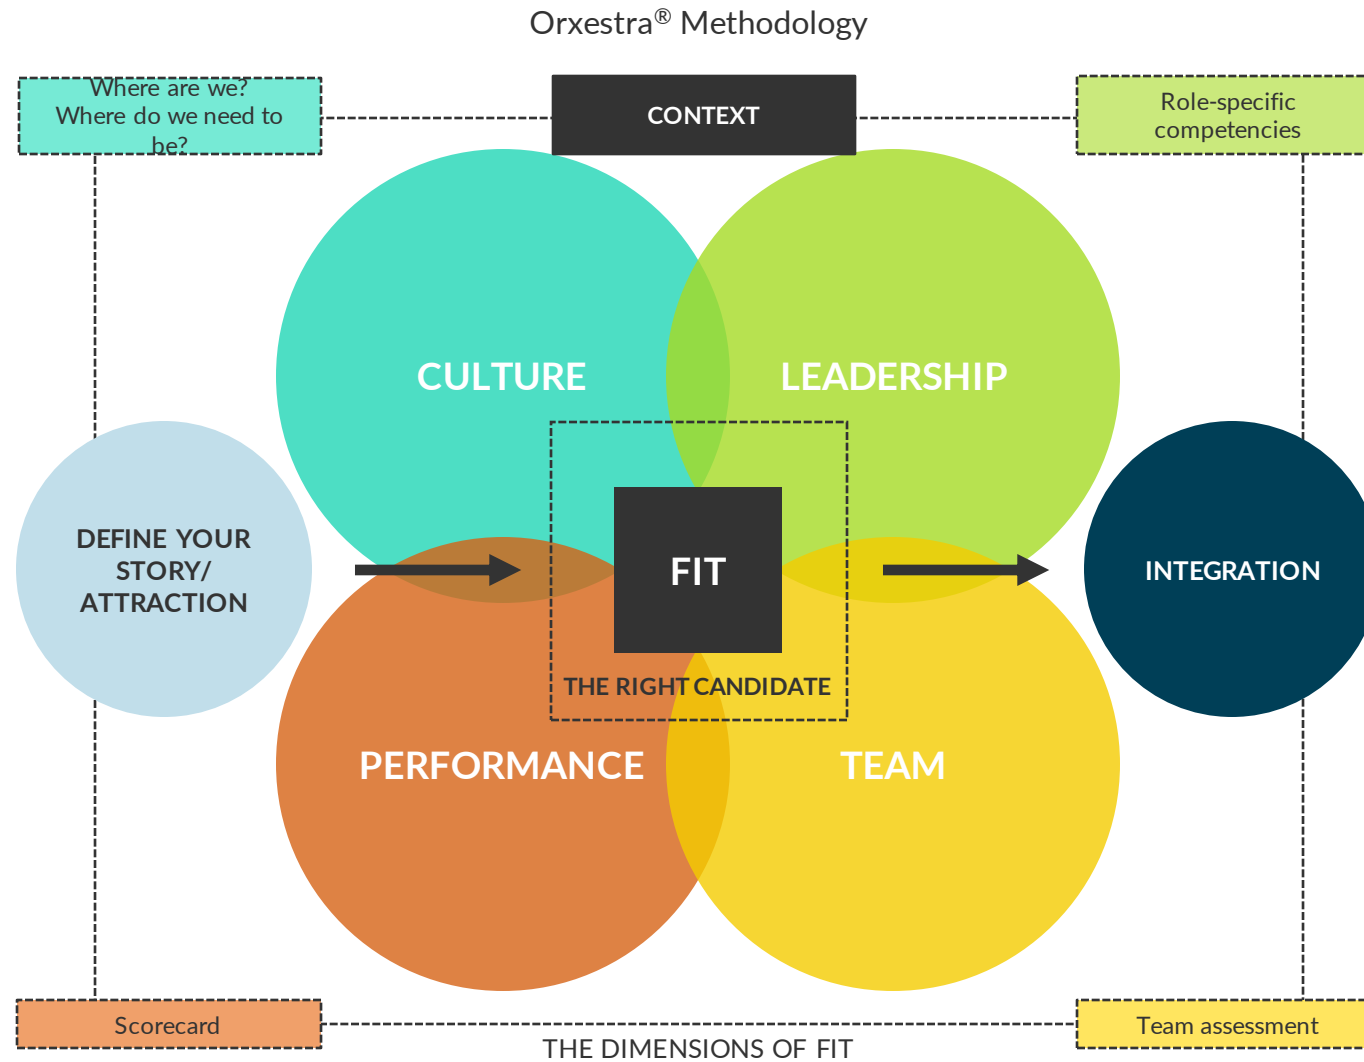 Orxestra® Methodology
Where are we?
Where do we need to
be?
CONTEXT
Role-specific
competencies
CULTURE
LEADERSHIP
DEFINE YOUR
STORY/
ATTRACTION
FIT
INTEGRATION
THE RIGHT CANDIDATE
PERFORMANCE
TEAM
Scorecard
Team assessment
THE DIMENSIONS OF FIT